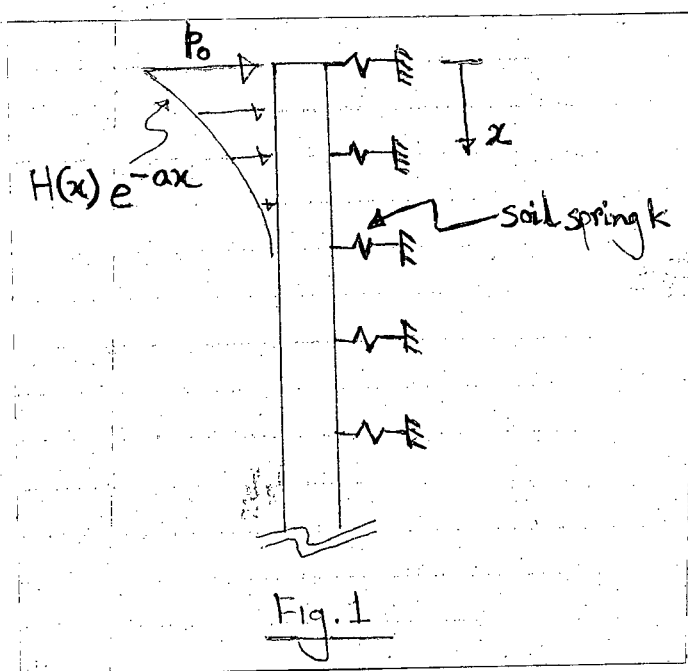 p₀
x
H(x) e^{-ax}
soil spring k
Fig. 1